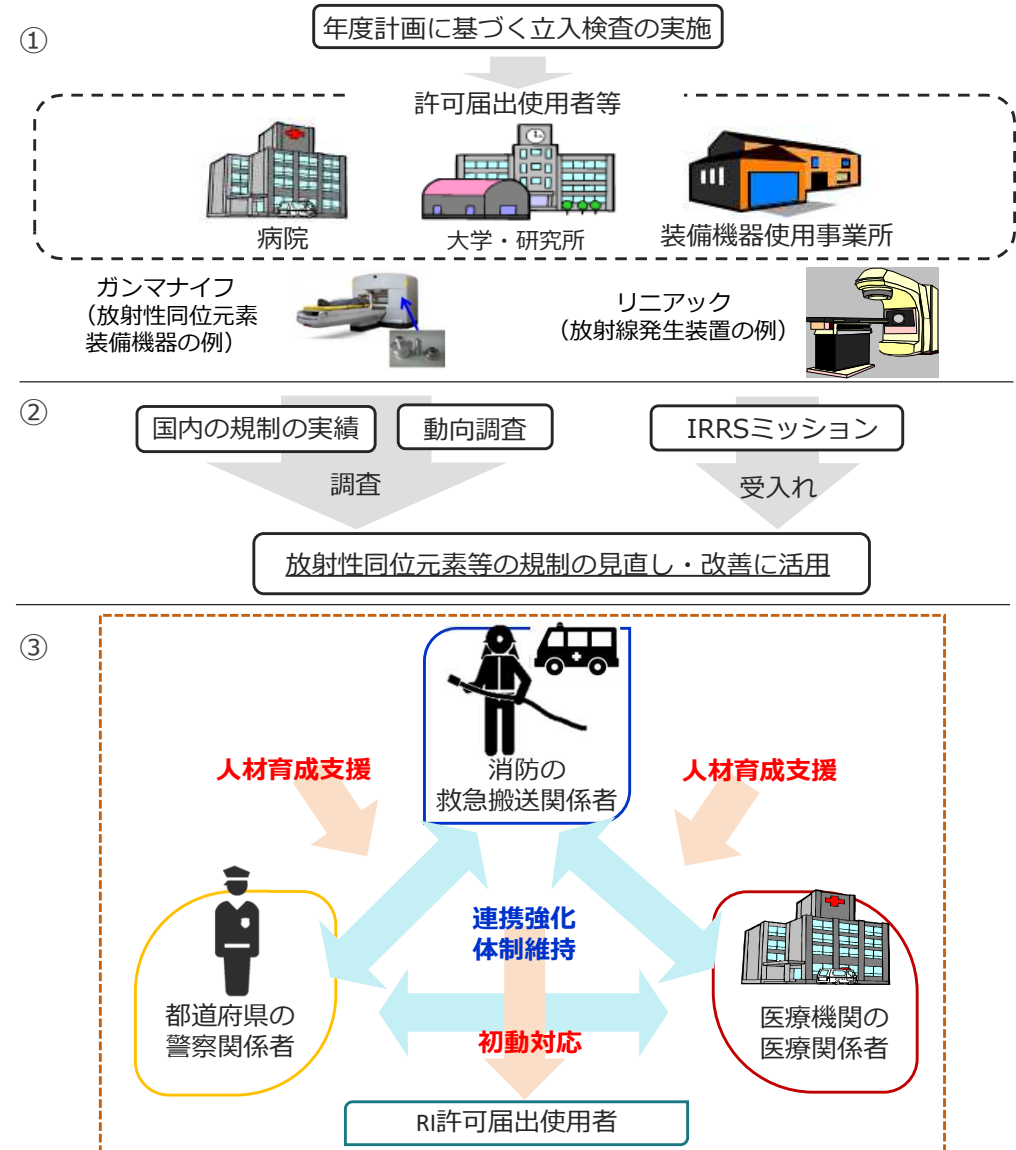 ①
年度計画に基づく立入検査の実施
許可届出使用者等
病院
大学・研究所
装備機器使用事業所
ガンマナイフ
（放射性同位元素
装備機器の例）
リニアック
（放射線発生装置の例）
②
国内の規制の実績
動向調査
IRRSミッション
調査
受入れ
放射性同位元素等の規制の見直し・改善に活用
③
人材育成支援
消防の
救急搬送関係者
人材育成支援
連携強化
体制維持
都道府県の
警察関係者
初動対応
医療機関の
医療関係者
RI許可届出使用者